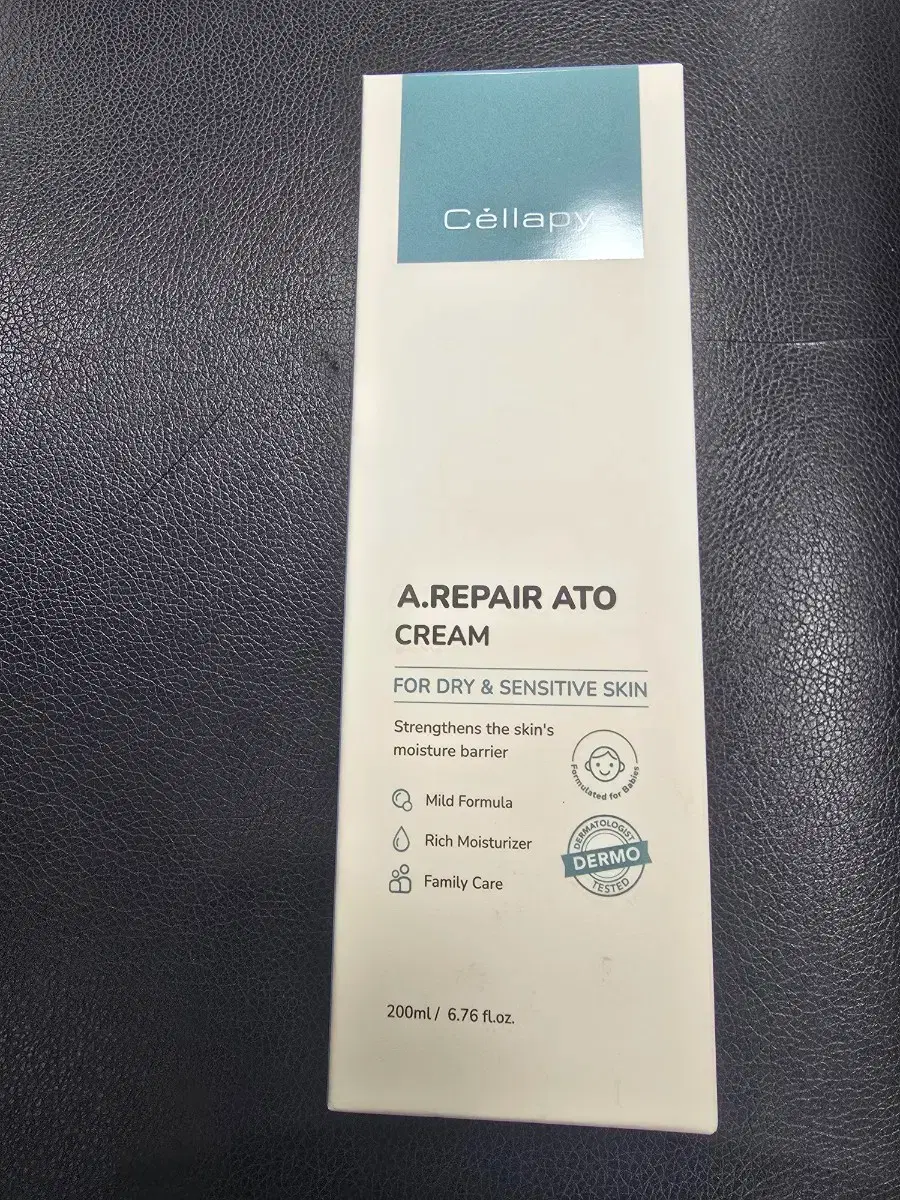 Céllapy
A.REPAIR ATO
CREAM
FOR DRY & SENSITIVE SKIN
Strengthens the skin's
moisture barrier
Formulated for Babies
Mild Formula
Rich Moisturizer
Family Care
DERMATOLOGIST
DERMO
TESTED
200ml / 6.76 fl.oz.